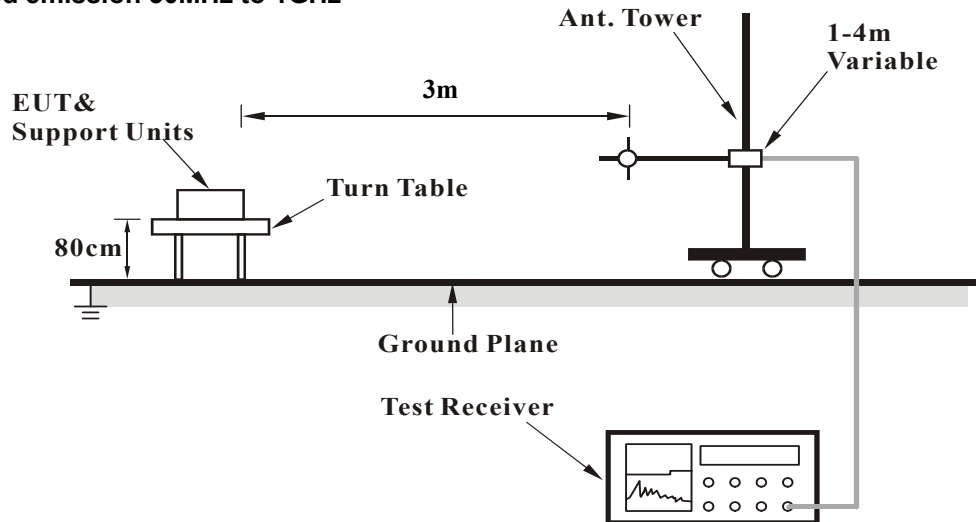 Ant. Tower
1-4m
Variable
3m
EUT&
Support Units
Turn Table
80cm
Ground Plane
Test Receiver